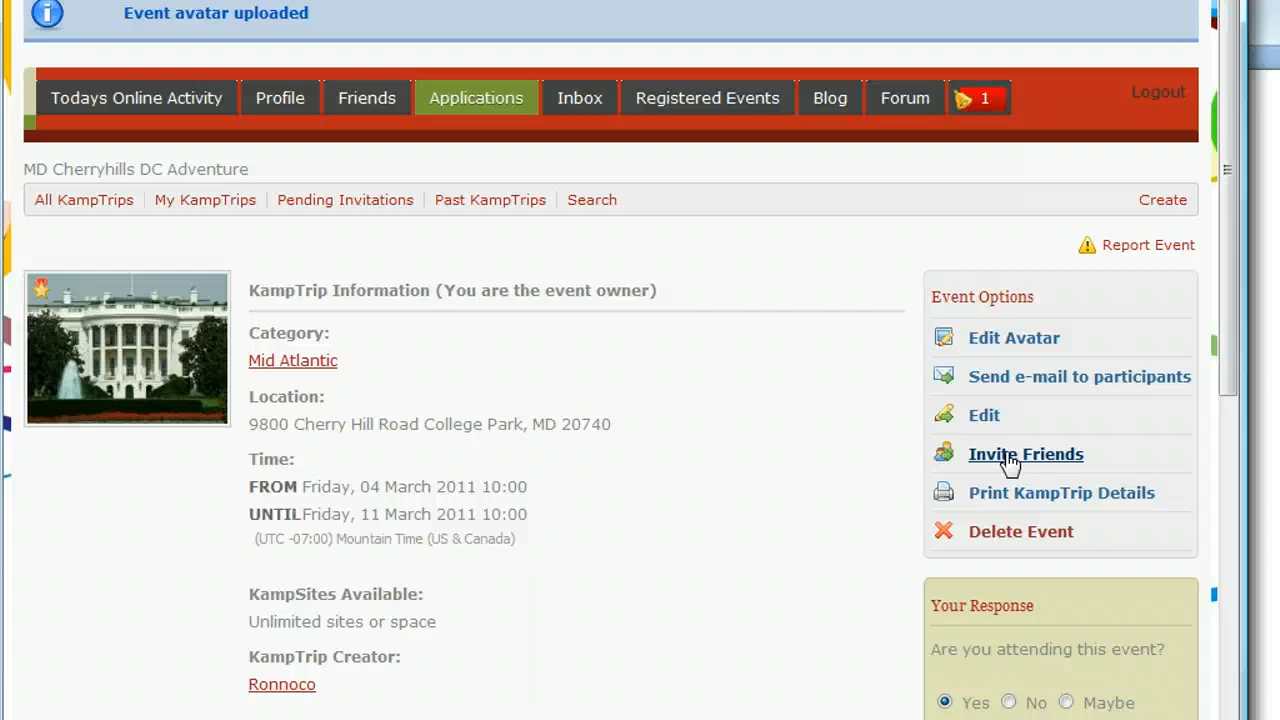 Event avatar uploaded
Todays Online Activity Profile Friends Applications Inbox Registered Events Blog Forum 1 Logout
MD Cherryhills DC Adventure
All KampTrips My KampTrips Pending Invitations Past KampTrips Search Create
Report Event
KampTrip Information (You are the event owner)
Category:
Mid Atlantic
Location:
9800 Cherry Hill Road College Park, MD 20740
Time:
FROM Friday, 04 March 2011 10:00
UNTILFriday, 11 March 2011 10:00
(UTC -07:00) Mountain Time (US & Canada)
KampSites Available:
Unlimited sites or space
KampTrip Creator:
Ronnoco
Event Options
Edit Avatar
Send e-mail to participants
Edit
Invite Friends
Print KampTrip Details
Delete Event
Your Response
Are you attending this event?
Yes No Maybe